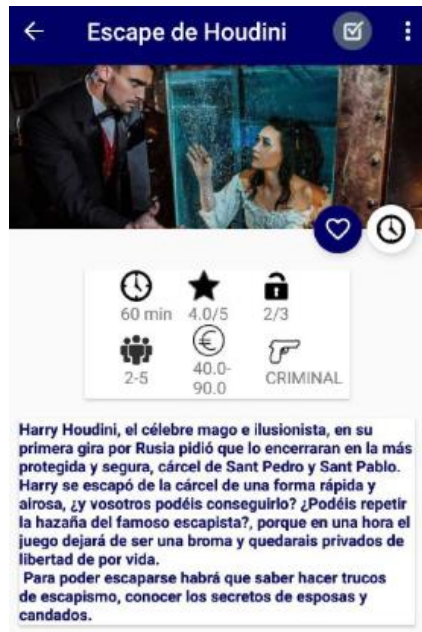 Escape de Houdini
60 min 4.0/5 2/3
2-5 40.0- CRIMINAL
90.0
Harry Houdini, el célebre mago e ilusionista, en su
primera gira por Rusia pidió que lo encerraran en la más
protegida y segura, cárcel de Sant Pedro y Sant Pablo.
Harry se escapó de la cárcel de una forma rápida y
airosa, ¿y vosotros podéis conseguirlo? ¿Podéis repetir
la hazaña del famoso escapista?, porque en una hora el
juego dejará de ser una broma y quedarais privados de
libertad de por vida.
Para poder escaparse habrá que saber hacer trucos
de escapismo, conocer los secretos de esposas y
candados.